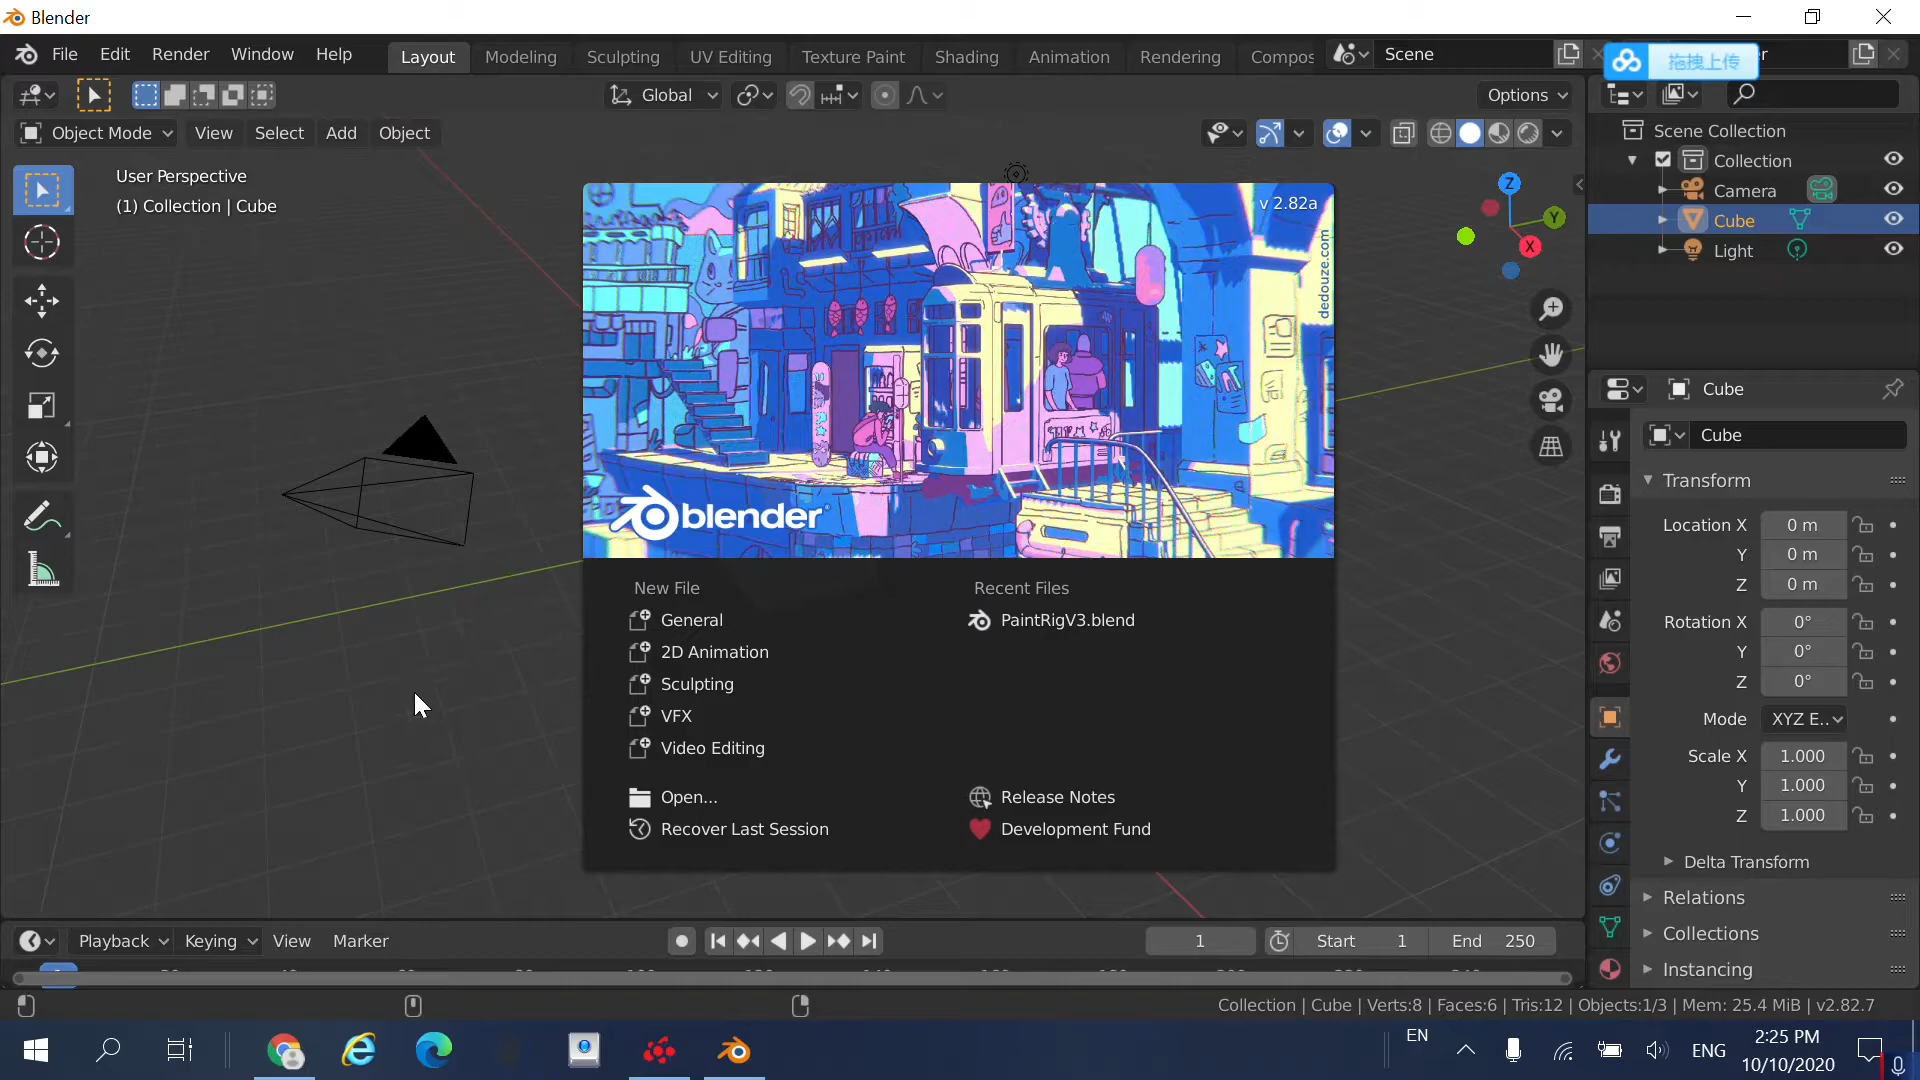 Blender
File Edit Render Window Help Layout Modeling Sculpting UV Editing Texture Paint Shading Animation Rendering Compos Scene
拖拽上传
Global Options
Object Mode View Select Add Object
User Perspective
(1) Collection | Cube
Z
Y
X
Scene Collection
Collection
Camera
Cube
Light
v 2.82a
dedouze.com
blender
New File
General
2D Animation
Sculpting
VFX
Video Editing
Open...
Recover Last Session
Recent Files
PaintRigV3.blend
Release Notes
Development Fund
Cube
Cube
Transform
Location X 0 m
Y 0 m
Z 0 m
Rotation X 0°
Y 0°
Z 0°
Mode XYZ E..
Scale X 1.000
Y 1.000
Z 1.000
Delta Transform
Relations
Collections
Instancing
Playback Keying View Marker 1 Start 1 End 250
Collection | Cube | Verts:8 | Faces:6 | Tris:12 | Objects:1/3 | Mem: 25.4 MiB | v2.82.7
EN
ENG
2:25 PM
10/10/2020